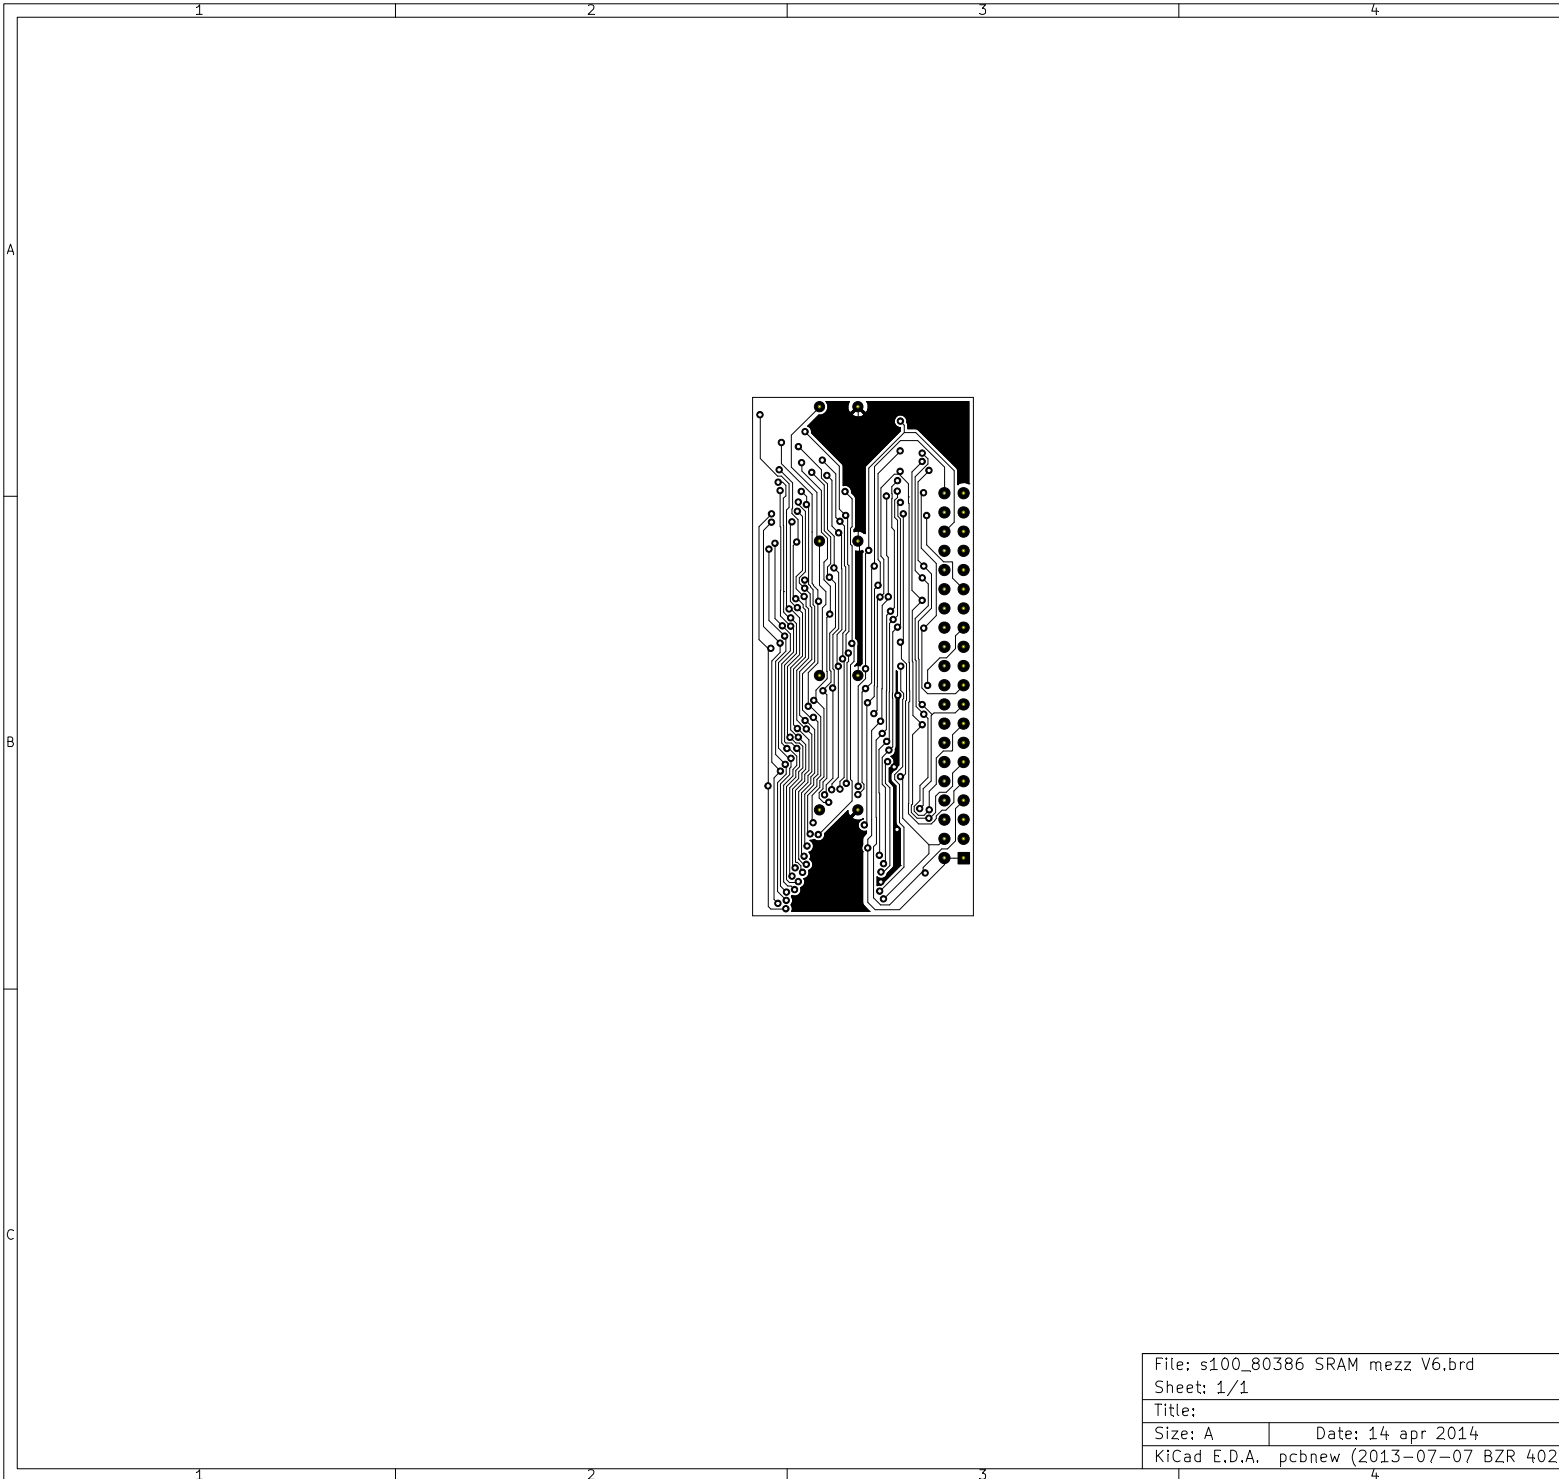 1 2 3 4
A
B
C
File: s100_80386 SRAM mezz V6.brd
Sheet: 1/1
Title:
Size: A Date: 14 apr 2014
KiCad E.D.A. pcbnew (2013-07-07 BZR 402
1 2 3 4